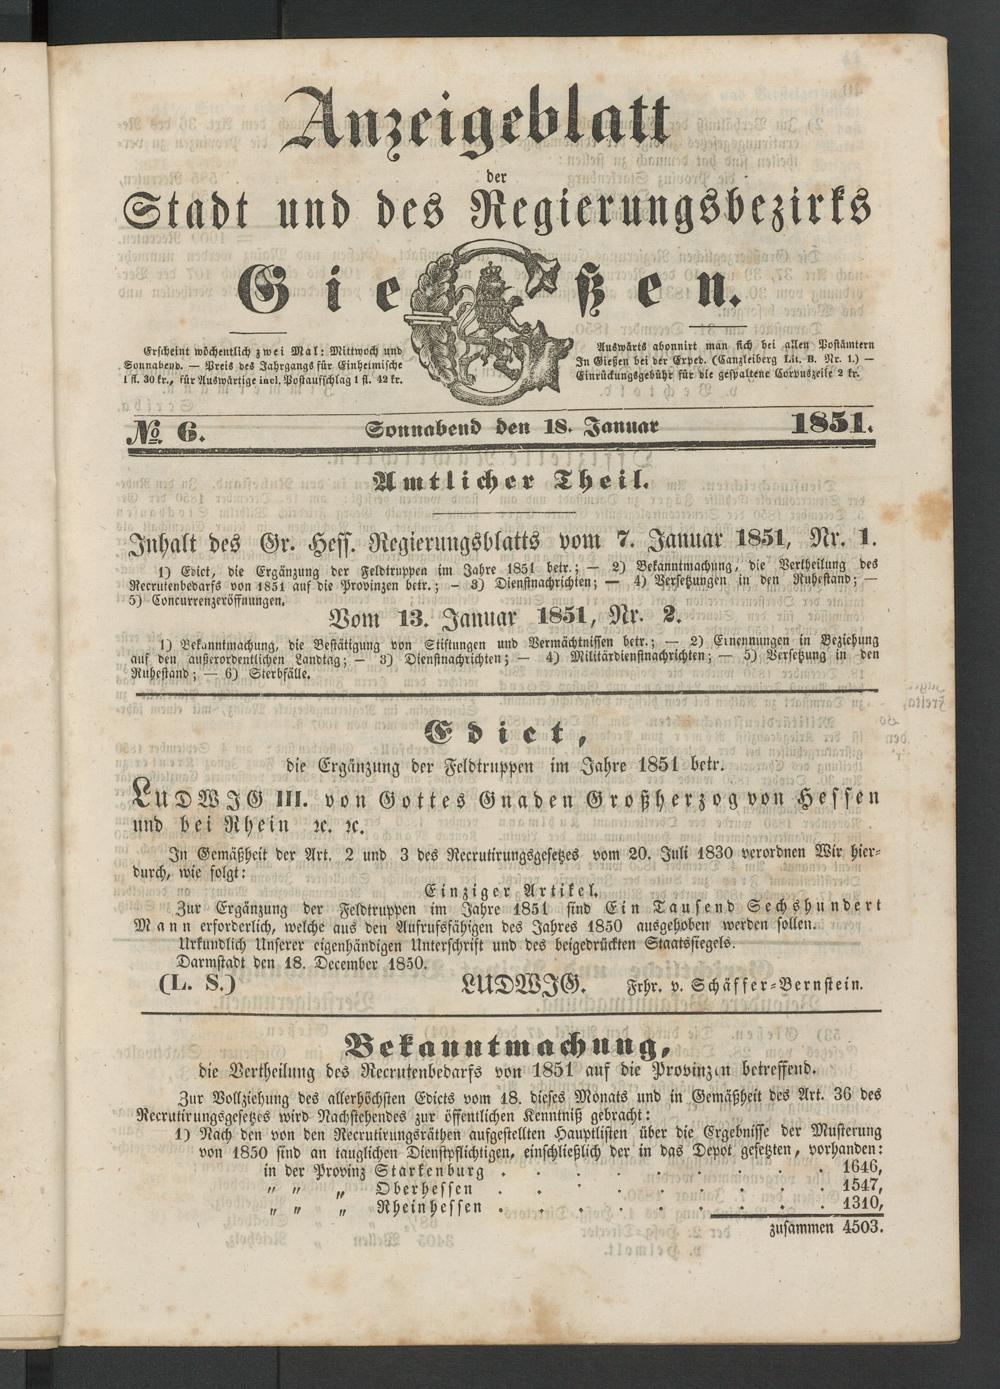 Anzeigeblatt
der
Stadt und des Regierungsbezirks
Gießen.
Erscheint wöchentlich zwei Mal: Mittwoch und
Sonnabend. — Preis des Jahrgangs für Einheimische
1 fl. 30 kr., für Auswärtige incl. Postaufschlag 1 fl. 42 kr.
Auswärts abonnirt man sich bei allen Postämtern
In Gießen bei der Exped. (Canzleiberg Lit. B. Nr. 1.) —
Einrückungsgebühr für die gespaltene Corpuszeile 2 kr.
No. 6. Sonnabend den 18. Januar 1851.
Amtlicher Theil.
Inhalt des Gr. Hess. Regierungsblatts vom 7. Januar 1851, Nr. 1.
1) Edict, die Ergänzung der Feldtruppen im Jahre 1851 betr.; — 2) Bekanntmachung, die Vertheilung des
Recrutenbedarfs von 1851 auf die Provinzen betr.; — 3) Dienstnachrichten; — 4) Versetzungen in den Ruhestand; —
5) Concurrenzeröffnungen.
Vom 13. Januar 1851, Nr. 2.
1) Bekanntmachung, die Bestätigung von Stiftungen und Vermächtnissen betr.; — 2) Ernennungen in Beziehung
auf den außerordentlichen Landtag; — 3) Dienstnachrichten; — 4) Militärdienstnachrichten; — 5) Versetzung in den
Ruhestand; — 6) Sterbfälle.
Edict,
die Ergänzung der Feldtruppen im Jahre 1851 betr.
LUDWIG III. von Gottes Gnaden Großherzog von Hessen
und bei Rhein ꝛc. ꝛc.
In Gemäßheit der Art. 2 und 3 des Recrutirungsgesetzes vom 20. Juli 1830 verordnen Wir hier-
durch, wie folgt:
Einziger Artikel.
Zur Ergänzung der Feldtruppen im Jahre 1851 sind Ein Tausend Sechshundert
Mann erforderlich, welche aus den Aufrufsfähigen des Jahres 1850 ausgehoben werden sollen.
Urkundlich Unserer eigenhändigen Unterschrift und des beigedrückten Staatssiegels.
Darmstadt den 18. December 1850.
(L. S.) LUDWIG. Frhr. v. Schäffer-Bernstein.
Bekanntmachung,
die Vertheilung des Recrutenbedarfs von 1851 auf die Provinzen betreffend.
Zur Vollziehung des allerhöchsten Edicts vom 18. dieses Monats und in Gemäßheit des Art. 36 des
Recrutirungsgesetzes wird Nachstehendes zur öffentlichen Kenntniß gebracht:
1) Nach den von den Recrutirungsräthen aufgestellten Hauptlisten über die Ergebnisse der Musterung
von 1850 sind an tauglichen Dienstpflichtigen, einschließlich der in das Depot gesetzten, vorhanden:
in der Provinz Starkenburg . . . . . . . . . 1646,
„ „ „ Oberhessen . . . . . . . . . 1547,
„ „ „ Rheinhessen . . . . . . . . . 1310,
zusammen 4503.